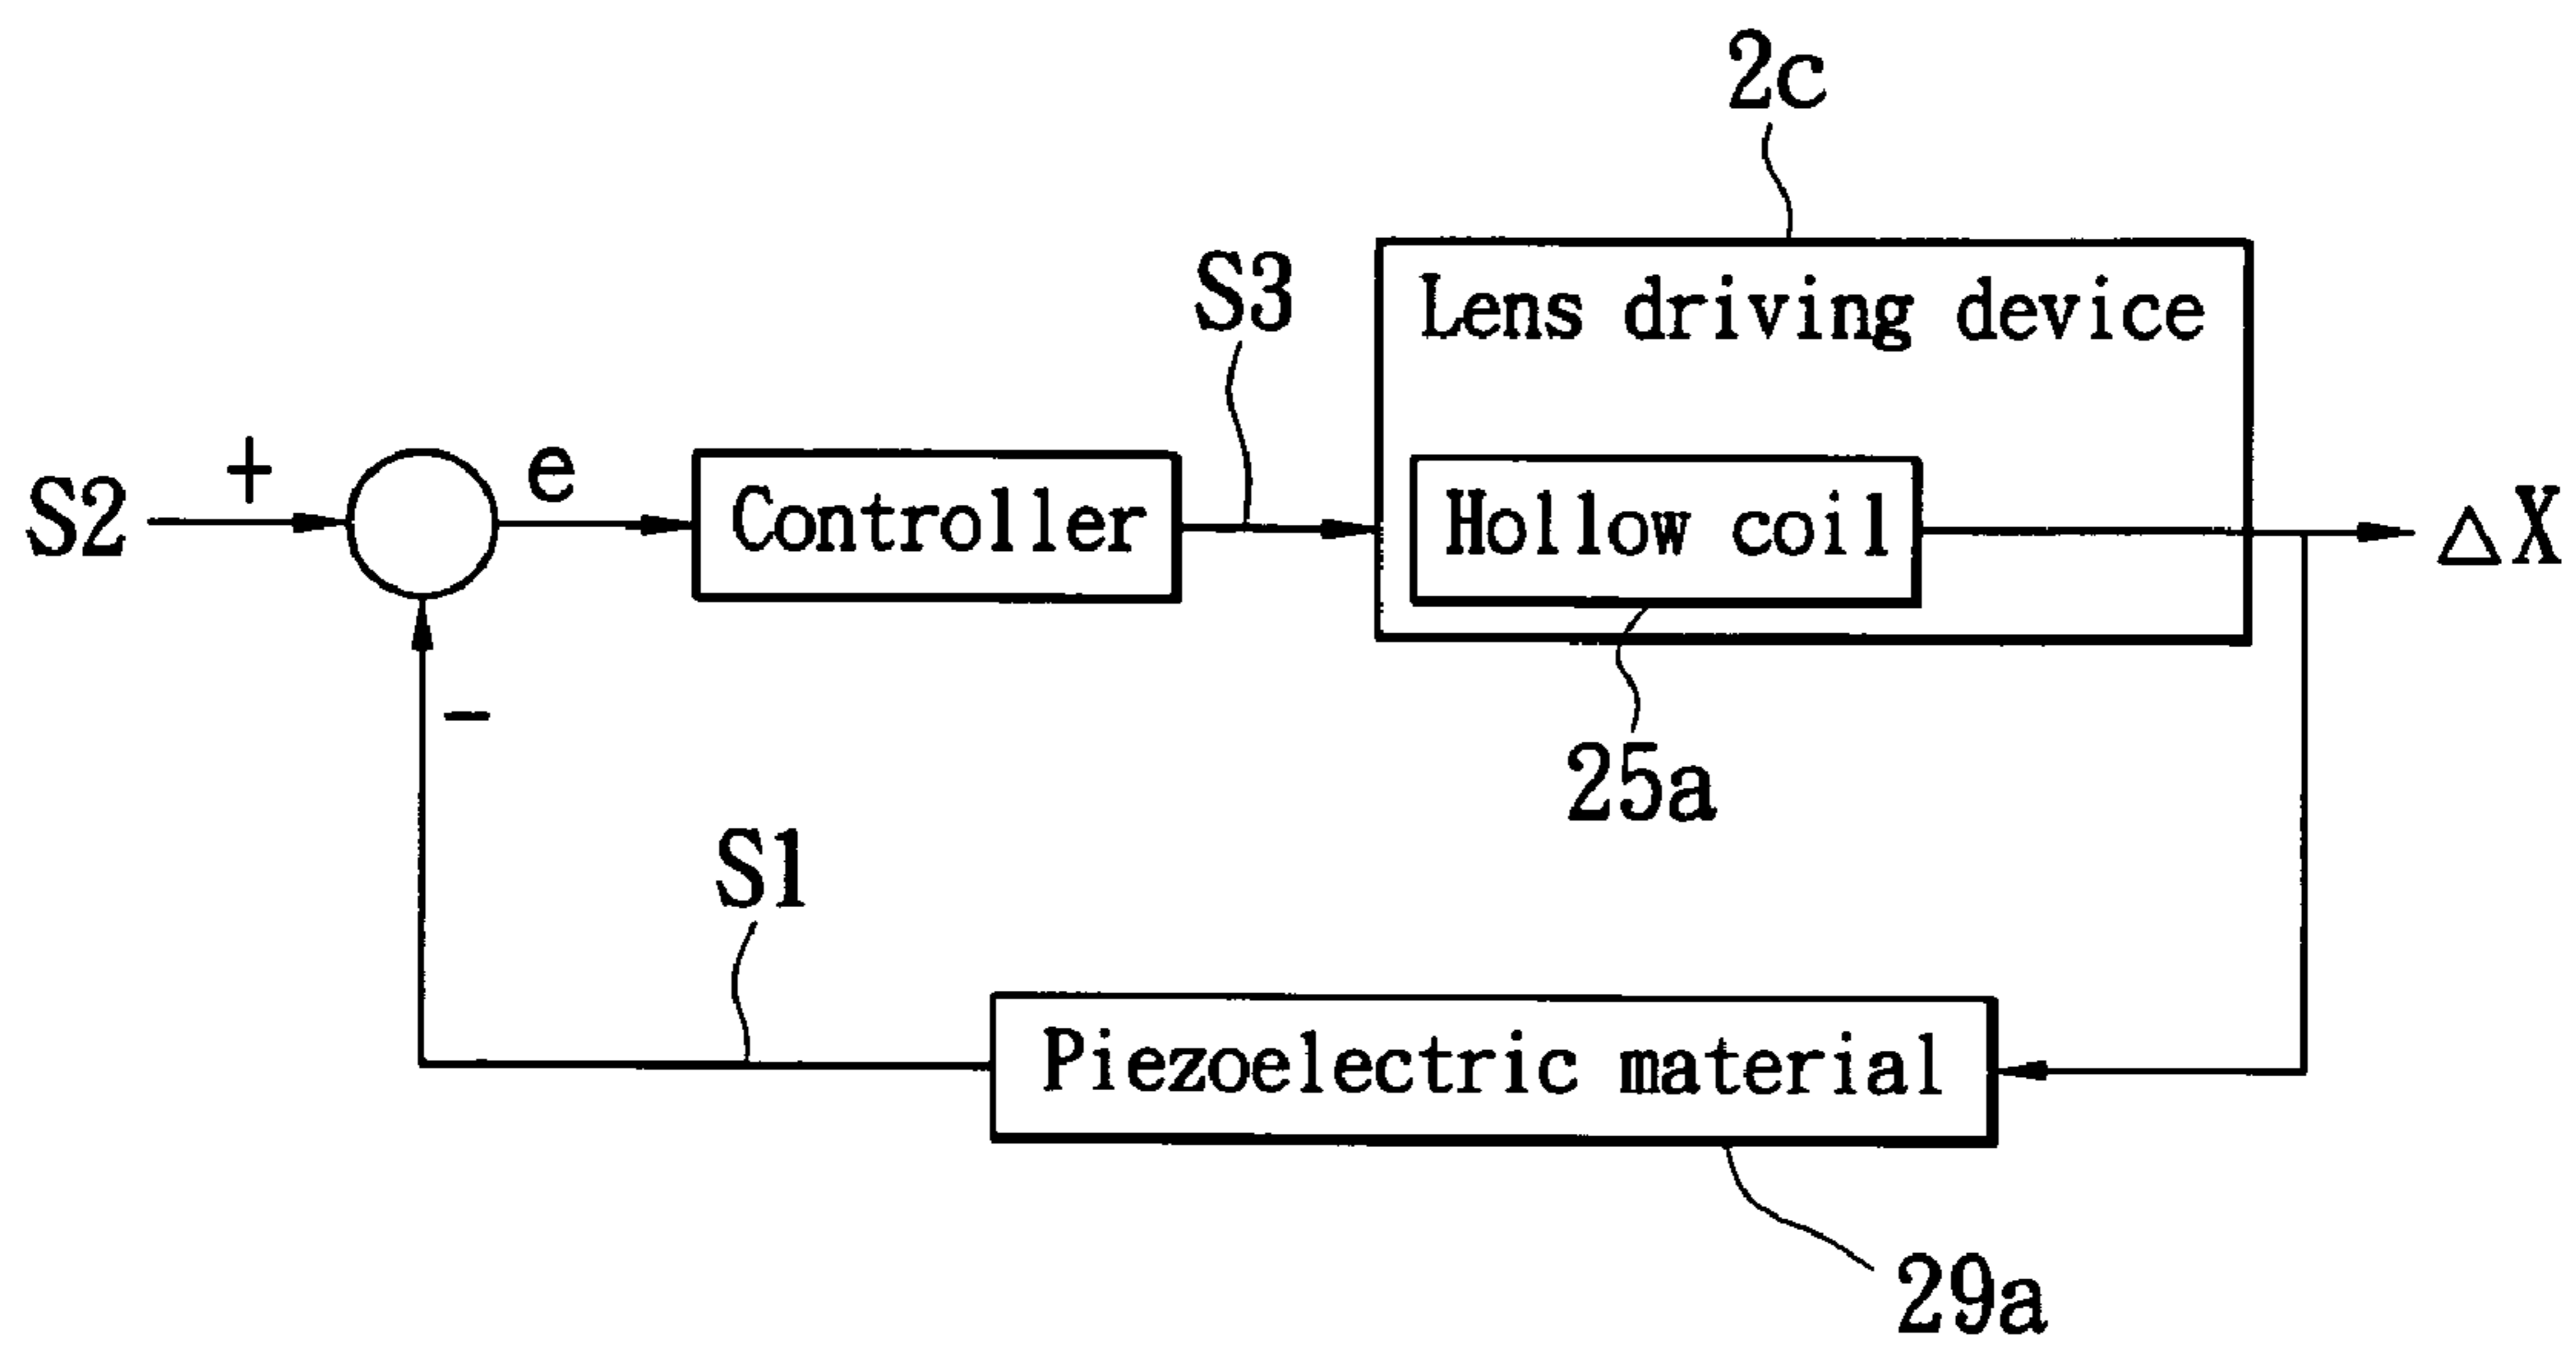 2c
S3
Lens driving device
S2
+
e
Controller
Hollow coil
△X
-
25a
S1
Piezoelectric material
29a